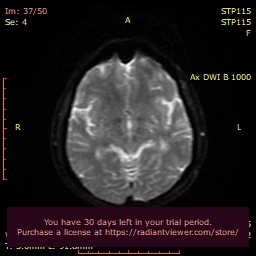 Im: 37/50
Se: 4
A
STP115
STP115
F
Ax DWI B 1000
R
L
You have 30 days left in your trial period.
Purchase a license at https://radiantviewer.com/store/